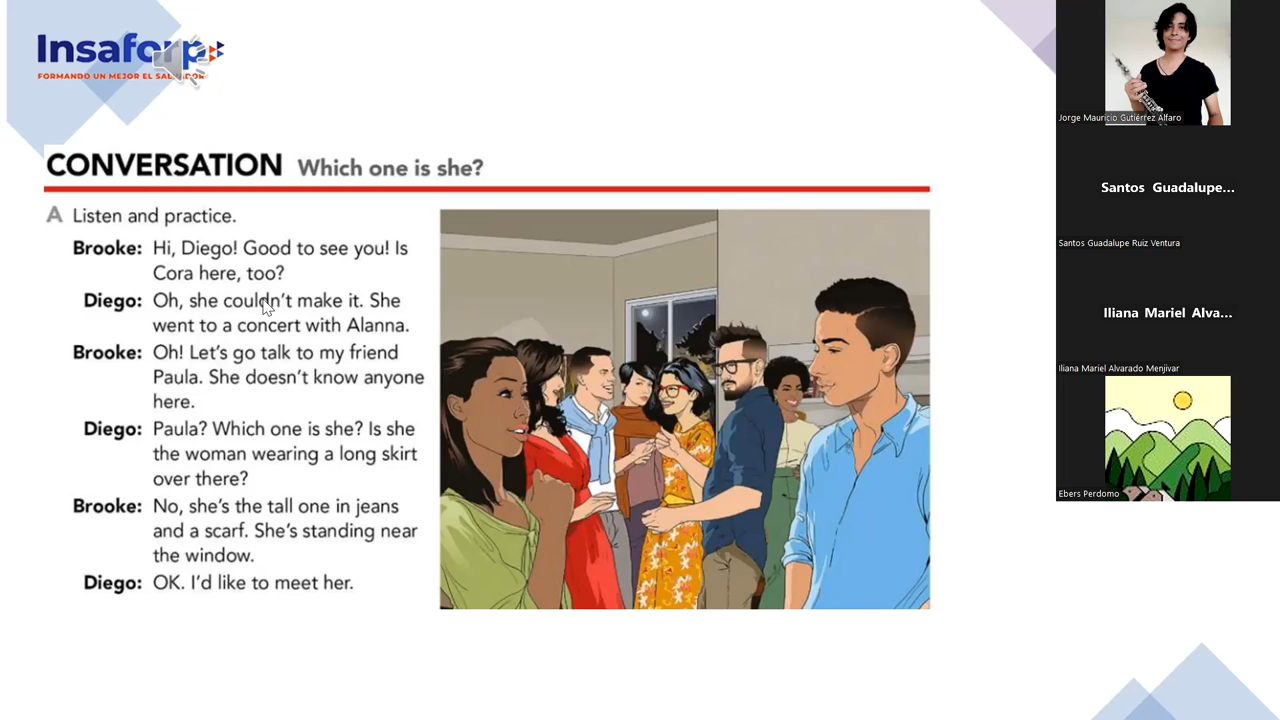 Insaforp
FORMANDO UN MEJOR EL SALVADOR
CONVERSATION Which one is she?
A Listen and practice.
Brooke: Hi, Diego! Good to see you! Is
Cora here, too?
Diego: Oh, she couldn't make it. She
went to a concert with Alanna.
Brooke: Oh! Let's go talk to my friend
Paula. She doesn't know anyone
here.
Diego: Paula? Which one is she? Is she
the woman wearing a long skirt
over there?
Brooke: No, she's the tall one in jeans
and a scarf. She's standing near
the window.
Diego: OK. I'd like to meet her.
Jorge Mauricio Gutiérrez Alfaro
Santos Guadalupe...
Santos Guadalupe Ruiz Ventura
Iliana Mariel Alva...
Iliana Mariel Alvarado Menjivar
Ebers Perdomo